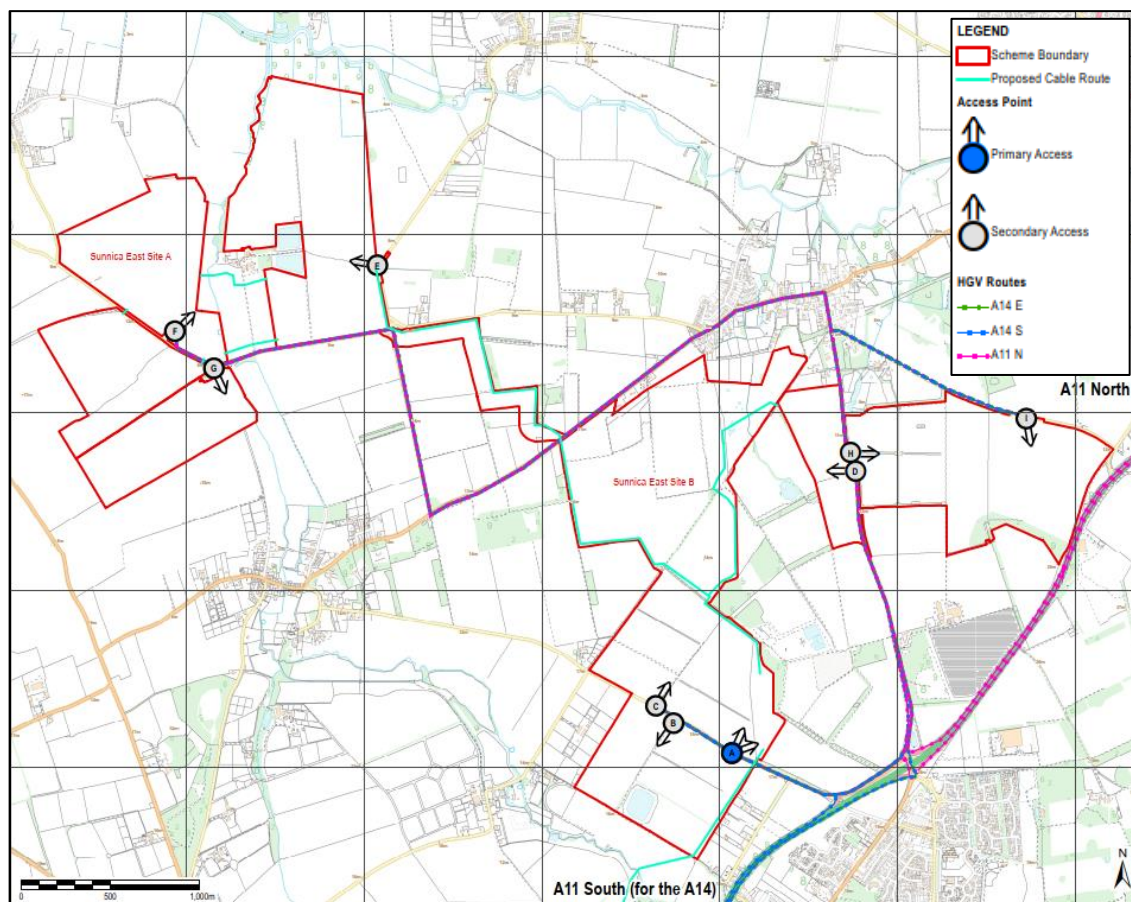 LEGEND
Scheme Boundary
Proposed Cable Route
Access Point
Primary Access
Secondary Access
HGV Routes
A14 E
A14 S
A11 N
A11 North
Sunnica East Site A
E
F
G
I
H
D
Sunnica East Site B
C
B
A
N
0 500 1,000m
A11 South (for the A14)